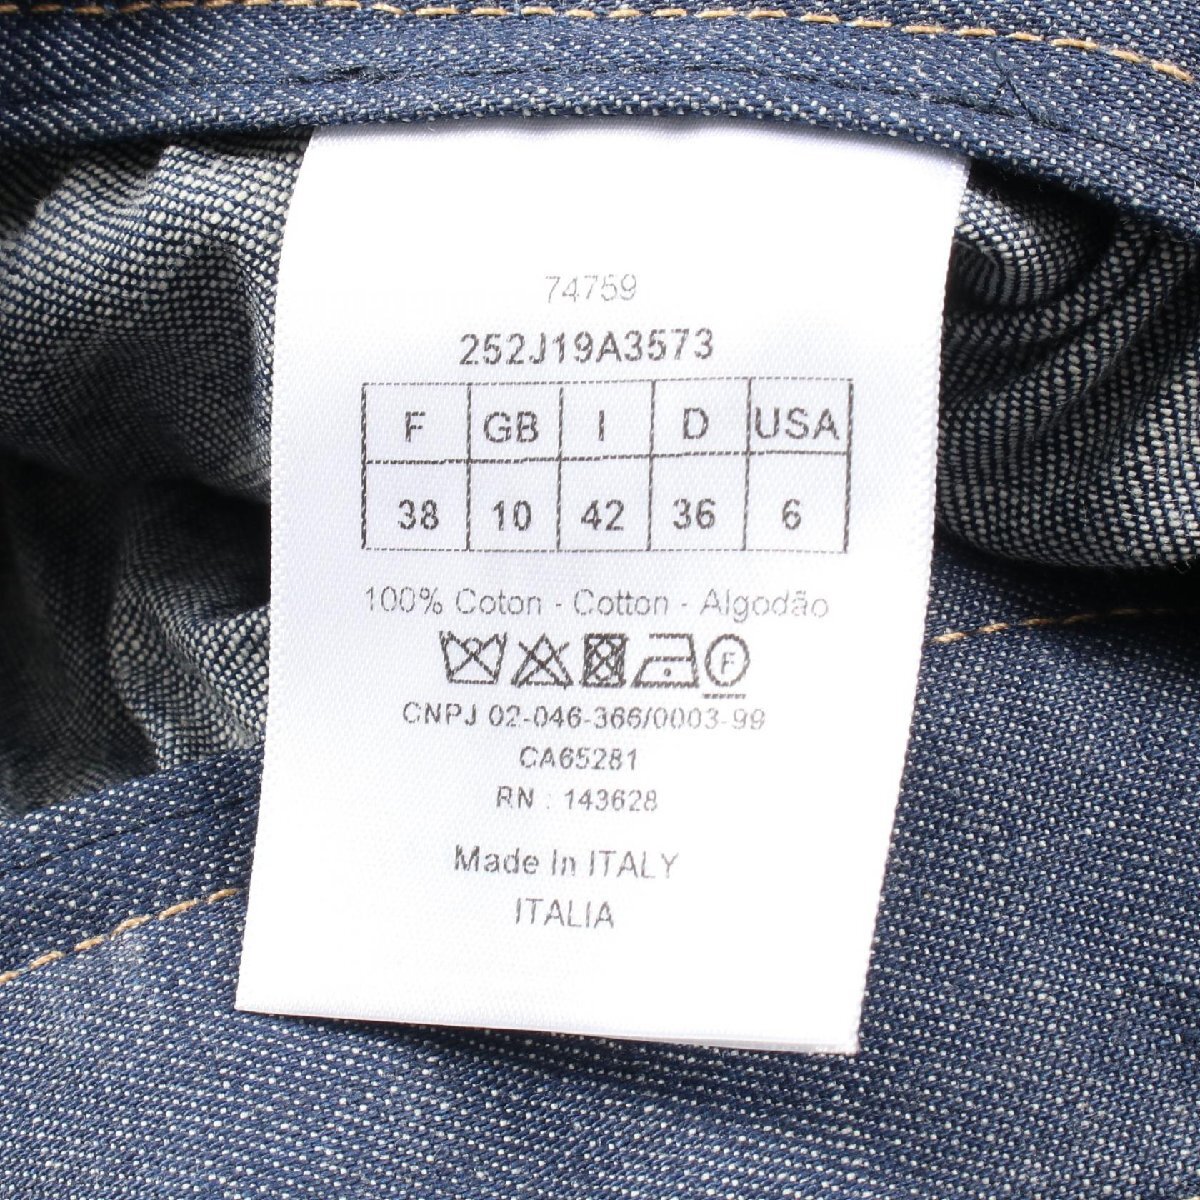 74759
252J19A3573
F GB I D USA
38 10 42 36 6
100% Coton - Cotton - Algodão
F
CNPJ 02-046-366/0003-99
CA65281
RN : 143628
Made In ITALY
ITALIA